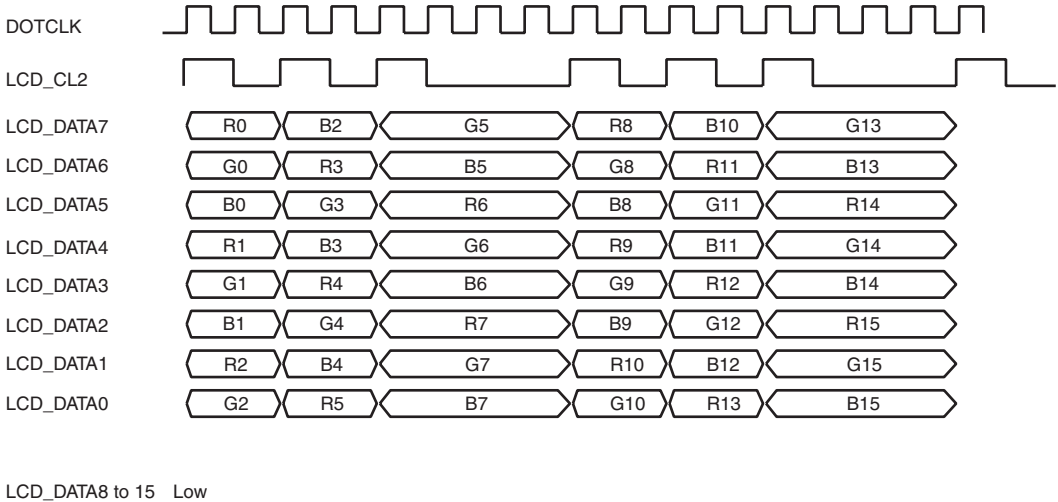 DOTCLK
LCD_CL2
LCD_DATA7 R0 B2 G5 R8 B10 G13
LCD_DATA6 G0 R3 B5 G8 R11 B13
LCD_DATA5 B0 G3 R6 B8 G11 R14
LCD_DATA4 R1 B3 G6 R9 B11 G14
LCD_DATA3 G1 R4 B6 G9 R12 B14
LCD_DATA2 B1 G4 R7 B9 G12 R15
LCD_DATA1 R2 B4 G7 R10 B12 G15
LCD_DATA0 G2 R5 B7 G10 R13 B15
LCD_DATA8 to 15 Low